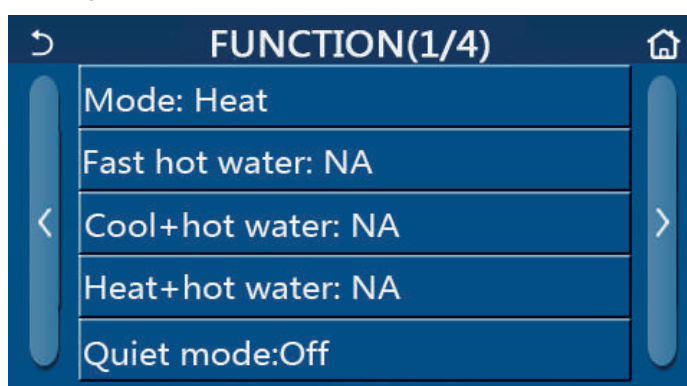 FUNCTION(1/4)
Mode: Heat
Fast hot water: NA
Cool+hot water: NA
Heat+hot water: NA
Quiet mode:Off